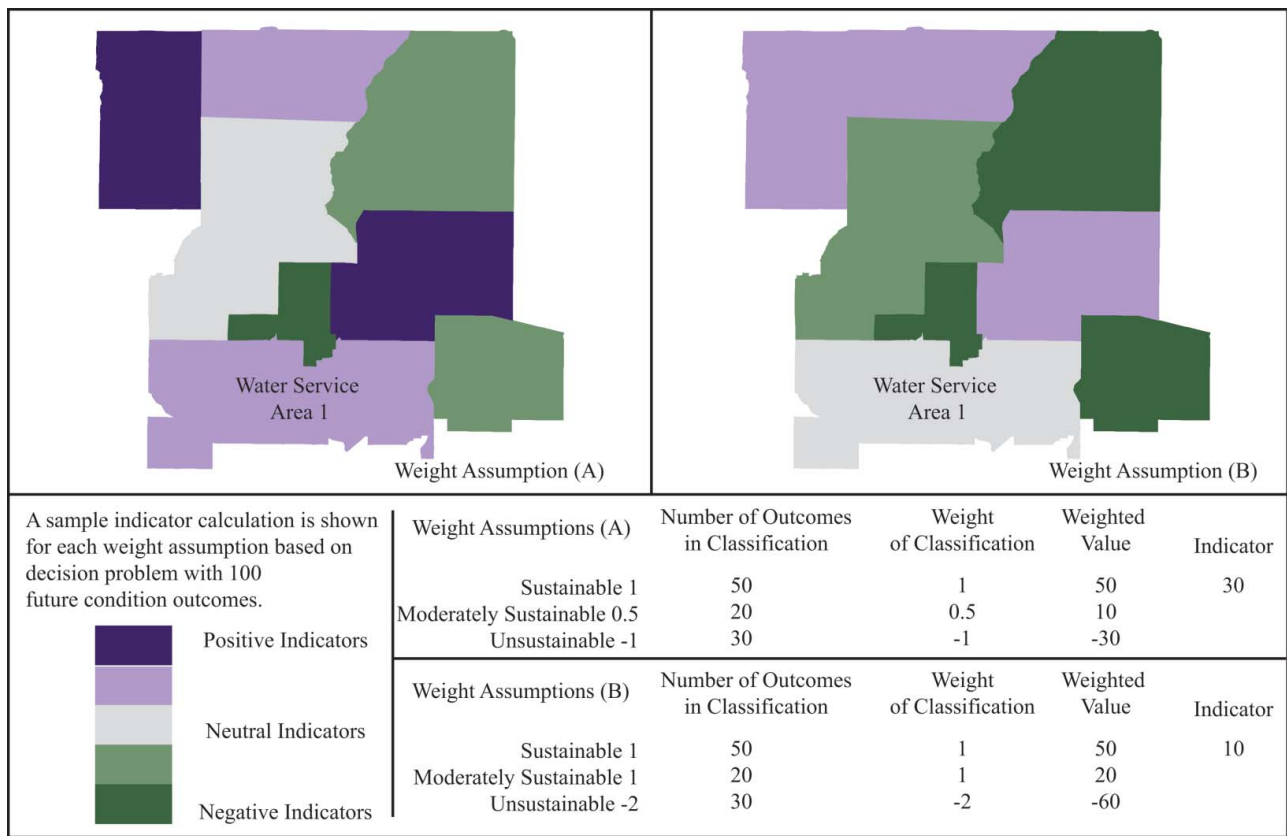 Water Service
Area 1
Weight Assumption (A)
Water Service
Area 1
Weight Assumption (B)
A sample indicator calculation is shown
for each weight assumption based on
decision problem with 100
future condition outcomes.
Positive Indicators
Neutral Indicators
Negative Indicators
Weight Assumptions (A) Number of Outcomes in Classification Weight of Classification Weighted Value Indicator
Sustainable 1 50 1 50 30
Moderately Sustainable 0.5 20 0.5 10
Unsustainable -1 30 -1 -30
Weight Assumptions (B) Number of Outcomes in Classification Weight of Classification Weighted Value Indicator
Sustainable 1 50 1 50 10
Moderately Sustainable 1 20 1 20
Unsustainable -2 30 -2 -60